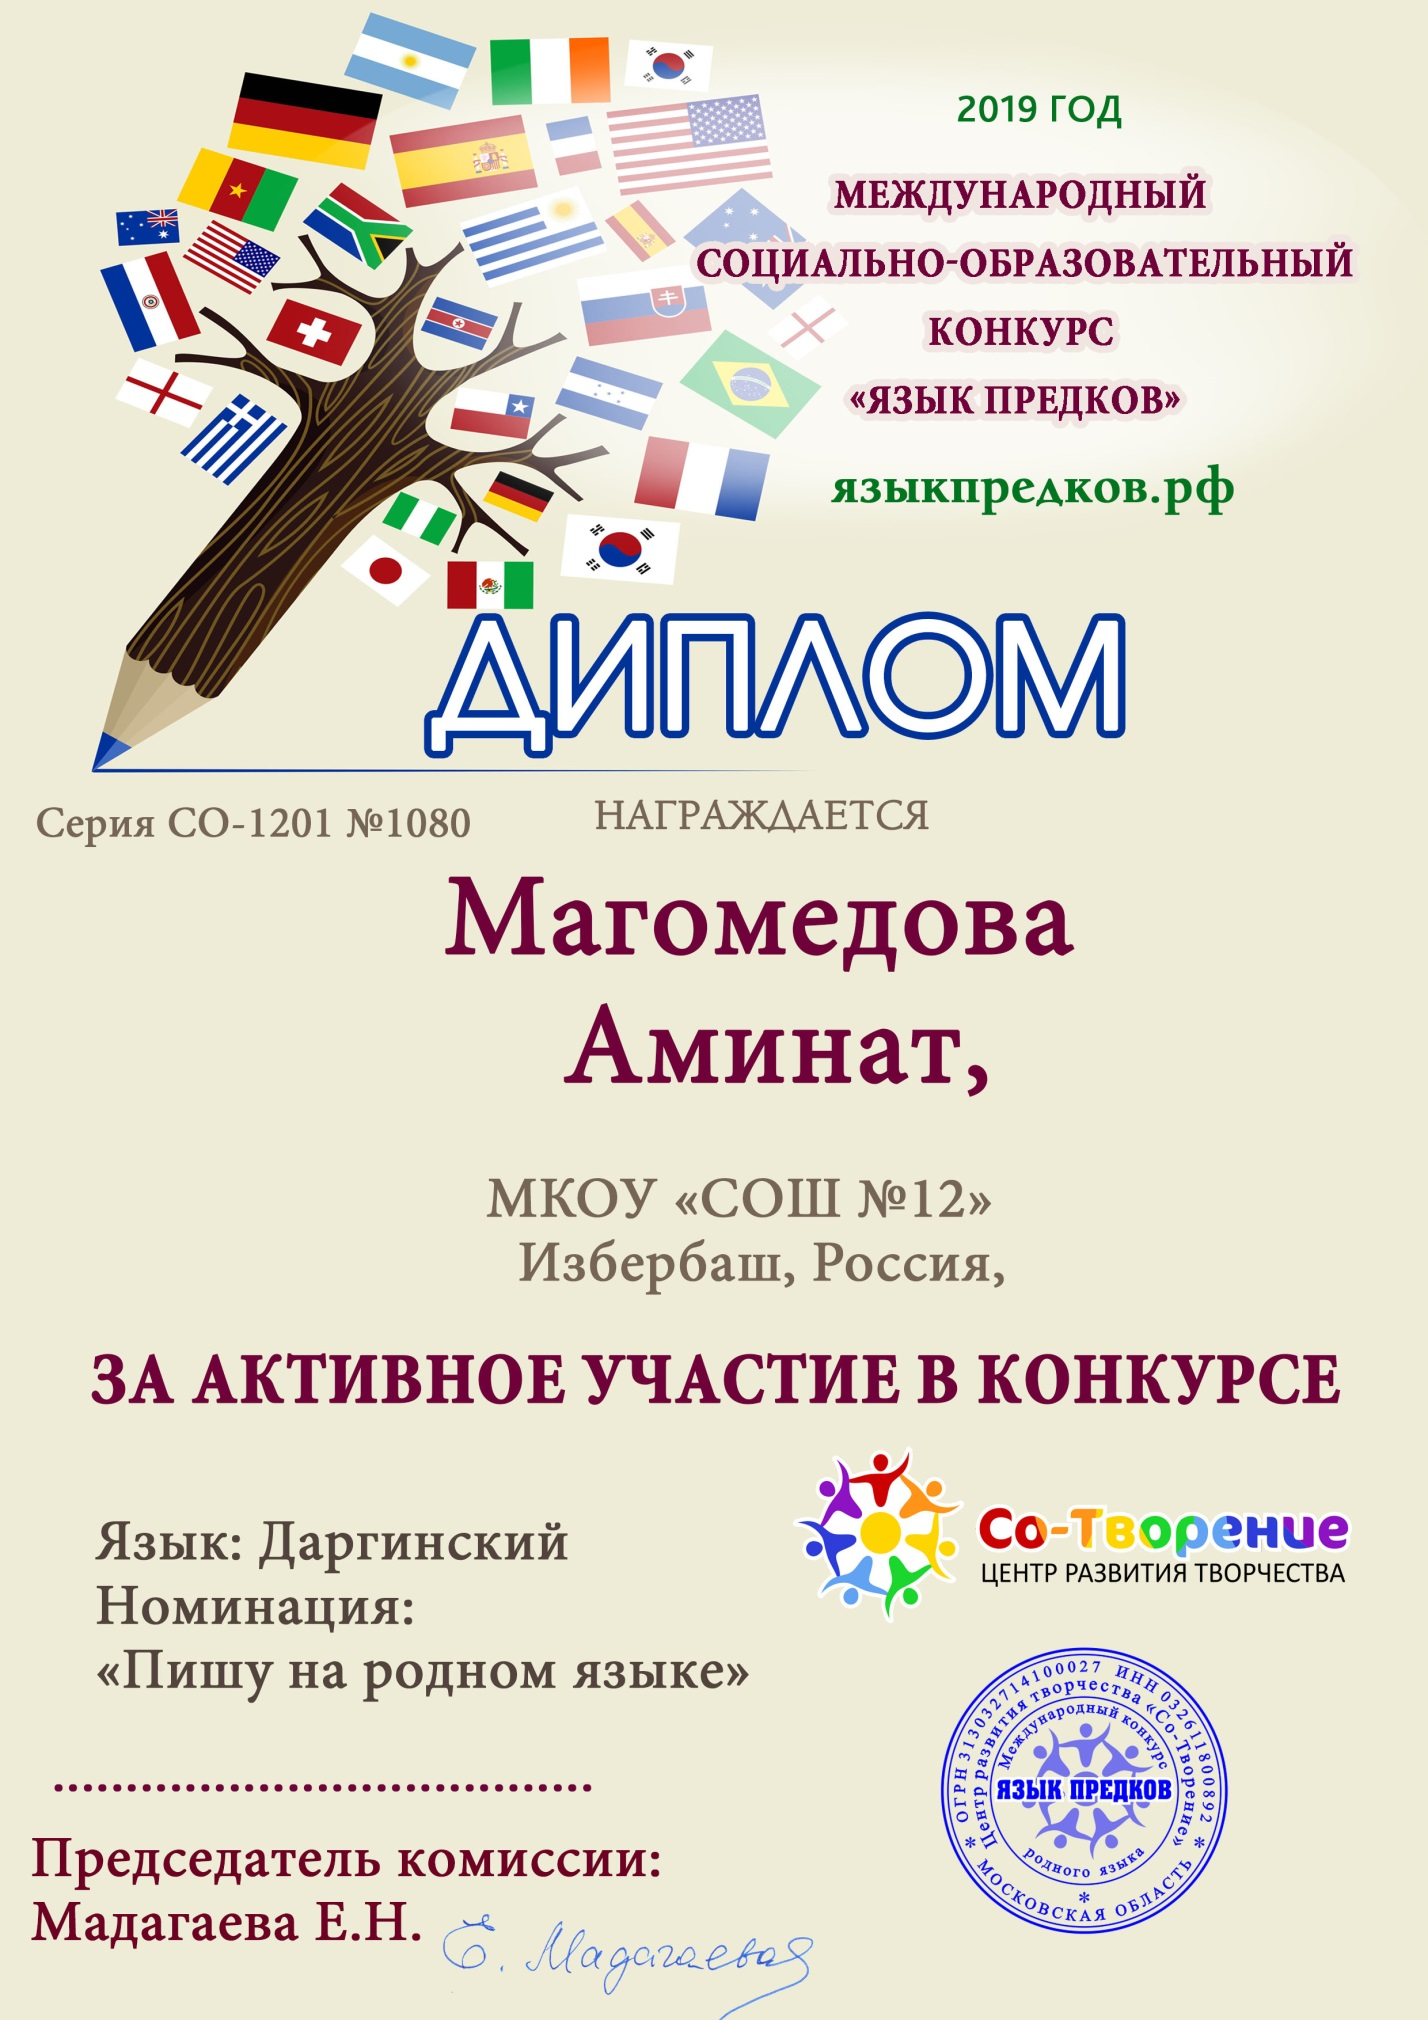 2019 ГОД
МЕЖДУНАРОДНЫЙ
СОЦИАЛЬНО-ОБРАЗОВАТЕЛЬНЫЙ
КОНКУРС
«ЯЗЫК ПРЕДКОВ»
языкпредков.рф
ДИПЛОМ
Серия СО-1201 №1080
НАГРАЖДАЕТСЯ
Магомедова
Аминат,
МКОУ «СОШ №12»
Избербаш, Россия,
ЗА АКТИВНОЕ УЧАСТИЕ В КОНКУРСЕ
Со-Творение
ЦЕНТР РАЗВИТИЯ ТВОРЧЕСТВА
Язык: Даргинский
Номинация:
«Пишу на родном языке»
ОГРН 313032714100027 ИНН 032611800892
* МОСКОВСКАЯ ОБЛАСТЬ *
Центр развития творчества «Со-Творение»
Международный конкурс
ЯЗЫК ПРЕДКОВ
родного языка
*
.....................................
Председатель комиссии:
Мадагаева Е.Н.
Е. Мадагаева